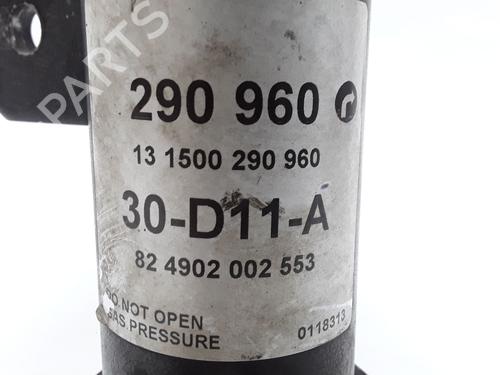 PARTS
290 960
13 1500 290 960
30-D11-A
82 4902 002 553
DO NOT OPEN
GAS PRESSURE
0118313